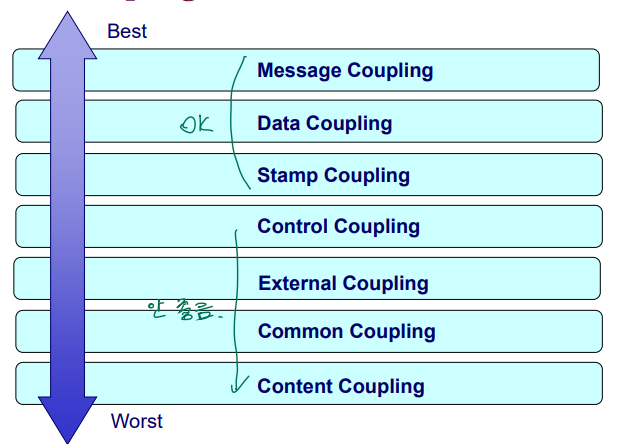 Best
Message Coupling
OK
Data Coupling
Stamp Coupling
Control Coupling
External Coupling
안 좋음.
Common Coupling
Content Coupling
Worst